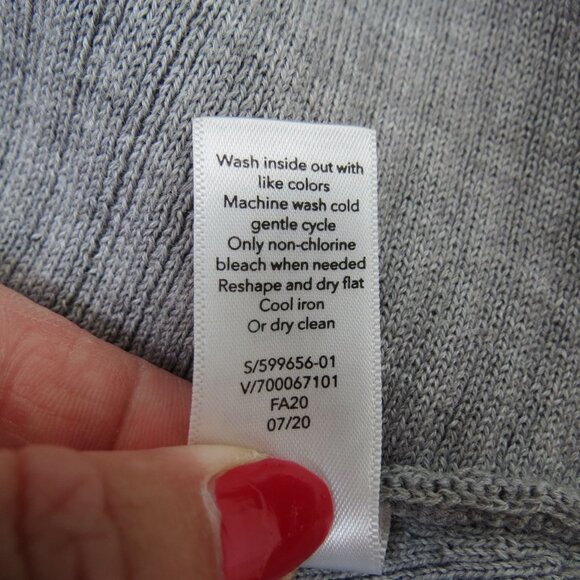 Wash inside out with
like colors
Machine wash cold
gentle cycle
Only non-chlorine
bleach when needed
Reshape and dry flat
Cool iron
Or dry clean
S/599656-01
V/700067101
FA20
07/20